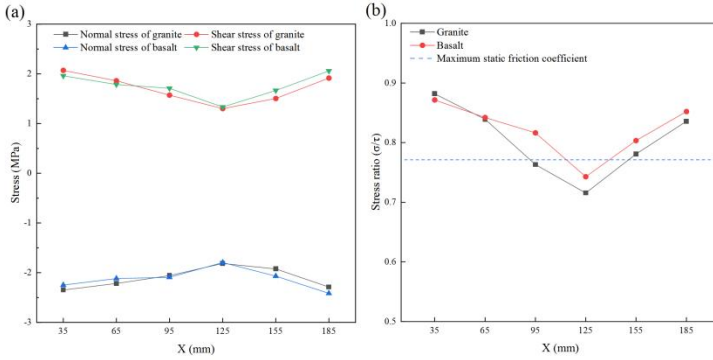 (a)
Normal stress of granite
Shear stress of granite
Normal stress of basalt
Shear stress of basalt
3
2
1
0
-1
-2
-3
35 65 95 125 155 185
Stress (MPa)
X (mm)
(b)
Granite
Basalt
Maximum static friction coefficient
1.0
0.9
0.8
0.7
0.6
0.5
35 65 95 125 155 185
Stress ratio (σ/τ)
X (mm)